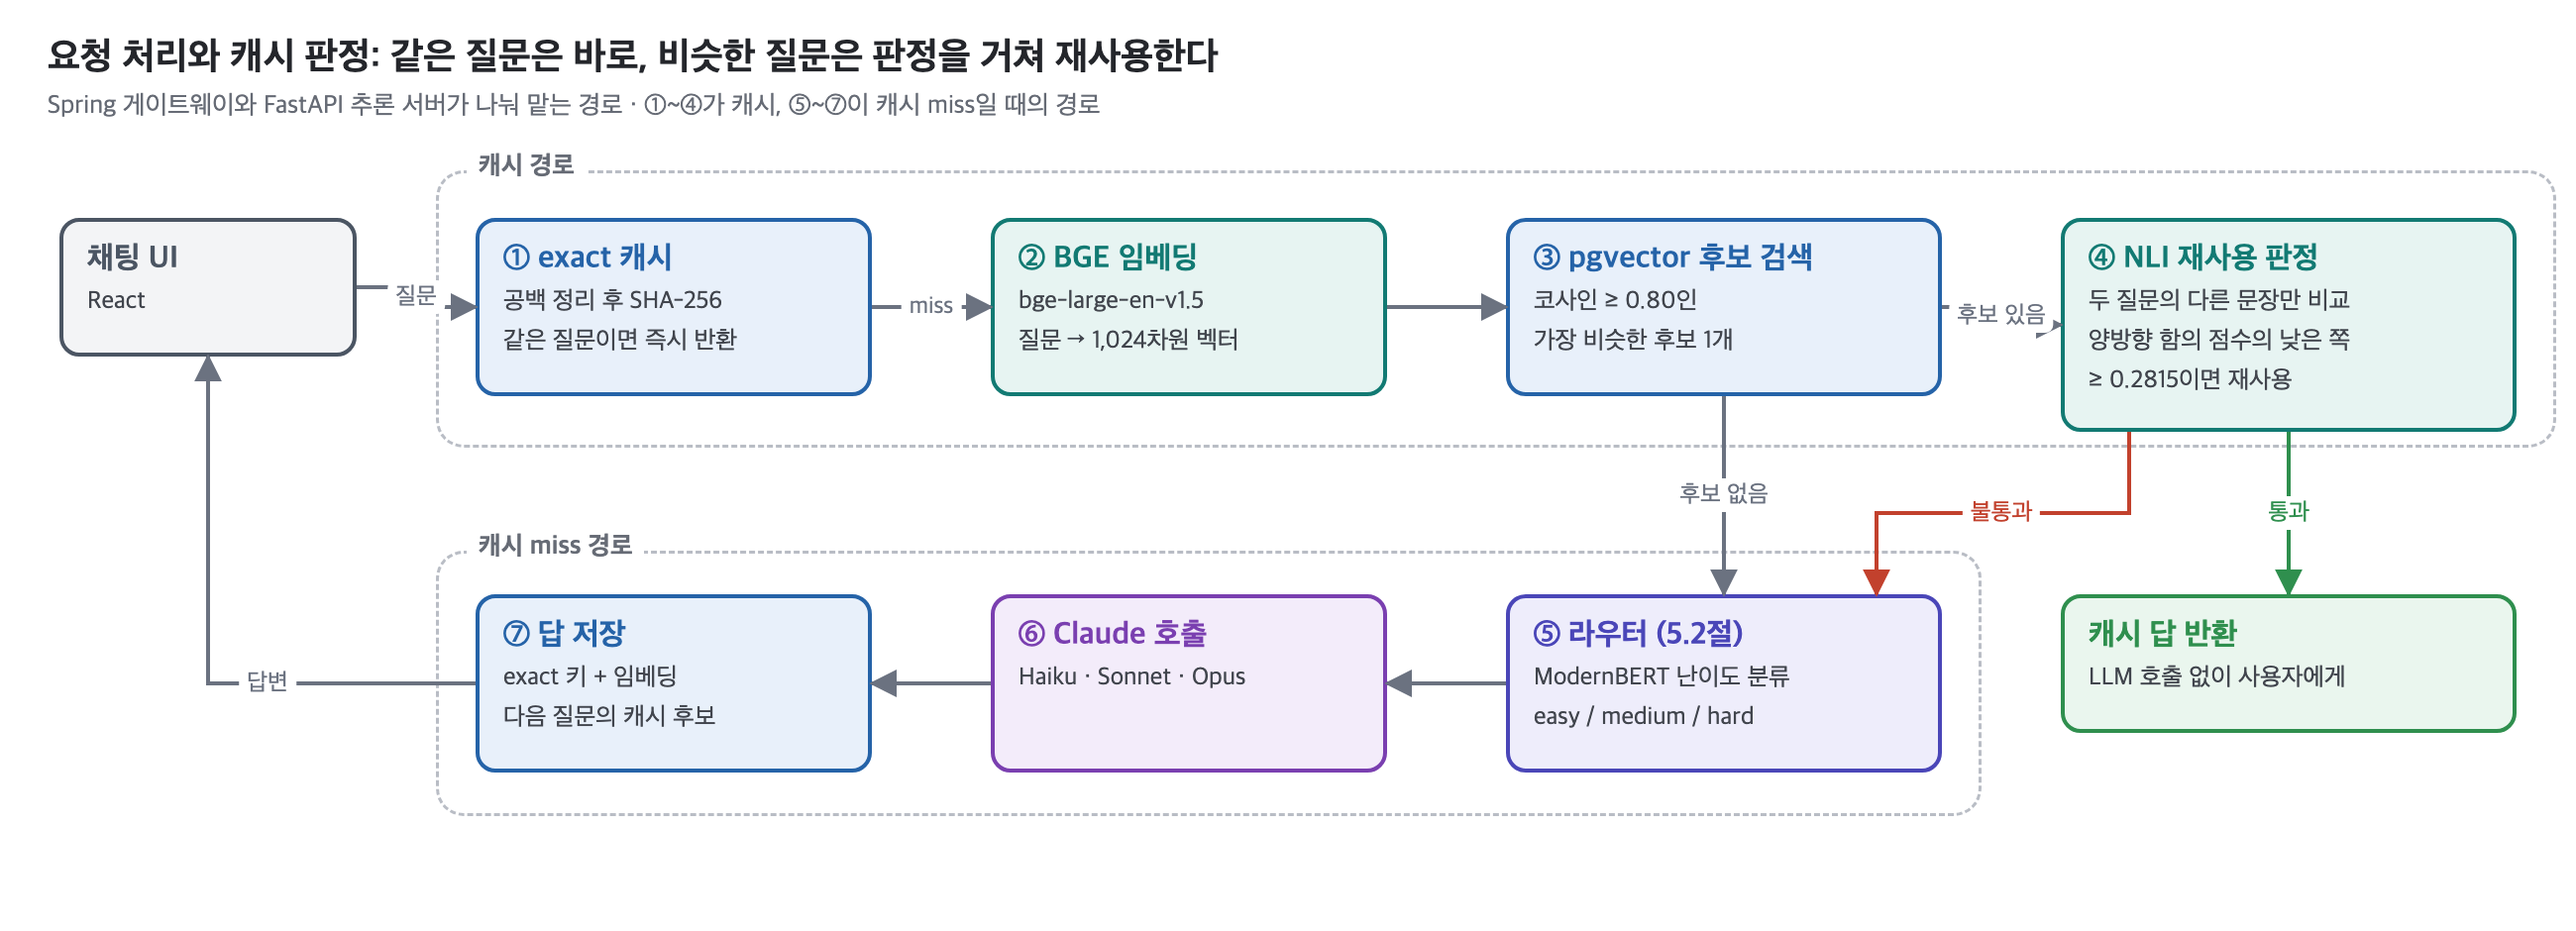 요청 처리와 캐시 판정: 같은 질문은 바로, 비슷한 질문은 판정을 거쳐 재사용한다
Spring 게이트웨이와 FastAPI 추론 서버가 나눠 맡는 경로 · ①~④가 캐시, ⑤~⑦이 캐시 miss일 때의 경로
캐시 경로
채팅 UI
React
질문
① exact 캐시
공백 정리 후 SHA-256
같은 질문이면 즉시 반환
miss
② BGE 임베딩
bge-large-en-v1.5
질문 → 1,024차원 벡터
③ pgvector 후보 검색
코사인 ≥ 0.80인
가장 비슷한 후보 1개
후보 있음
④ NLI 재사용 판정
두 질문의 다른 문장만 비교
양방향 함의 점수의 낮은 쪽
≥ 0.2815이면 재사용
후보 없음
불통과
통과
캐시 miss 경로
⑦ 답 저장
exact 키 + 임베딩
다음 질문의 캐시 후보
⑥ Claude 호출
Haiku · Sonnet · Opus
⑤ 라우터 (5.2절)
ModernBERT 난이도 분류
easy / medium / hard
캐시 답 반환
LLM 호출 없이 사용자에게
답변